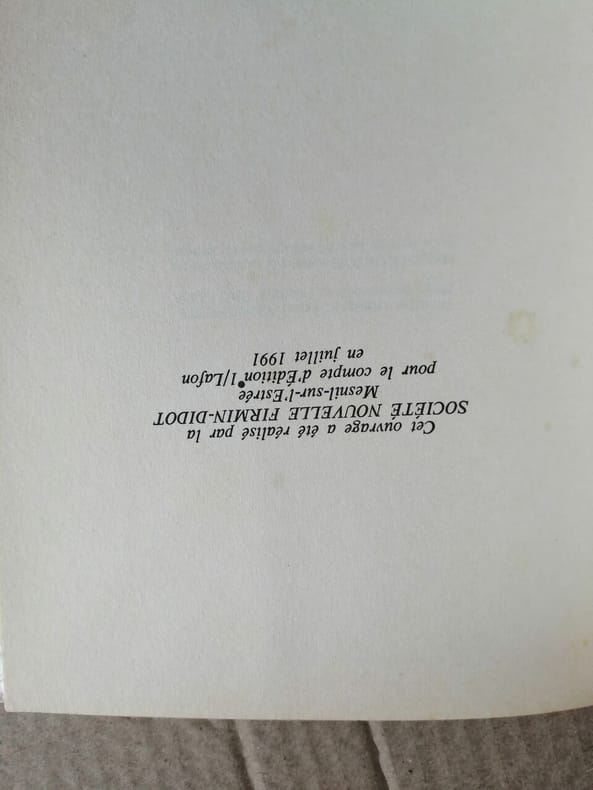 Cet ouvrage a été réalisé par la
SOCIÉTÉ NOUVELLE FIRMIN-DIDOT
Mesnil-sur-l'Estrée
pour le compte d'Édition°1/Lafon
en juillet 1991